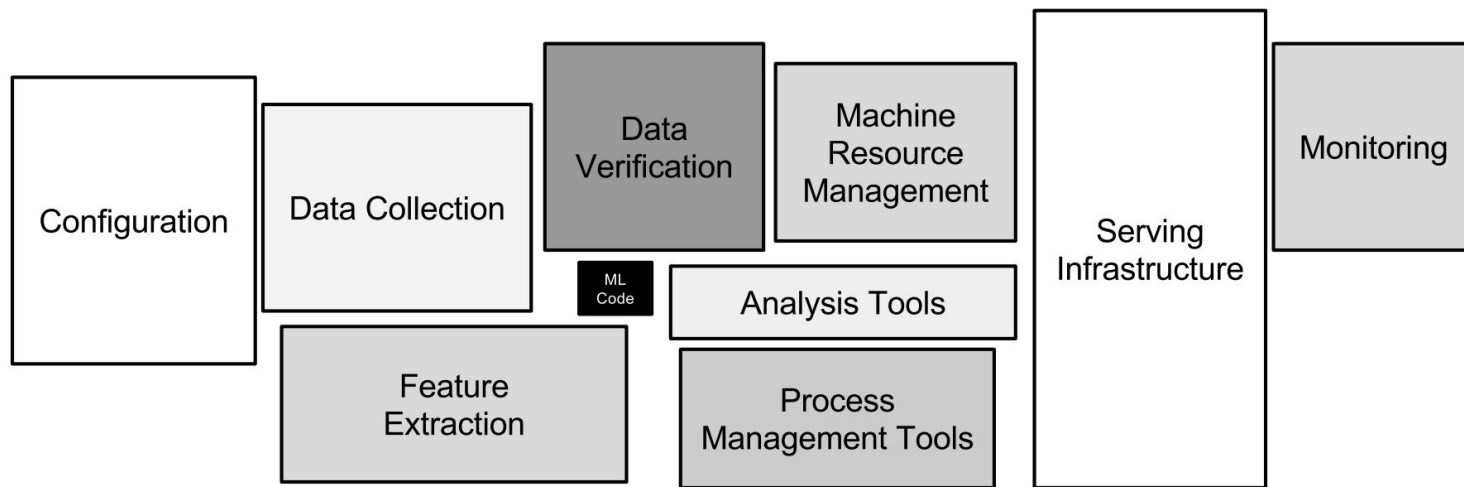 Configuration
Data Collection
Data
Verification
Machine
Resource
Management
Monitoring
Serving
Infrastructure
ML
Code
Analysis Tools
Feature
Extraction
Process
Management Tools